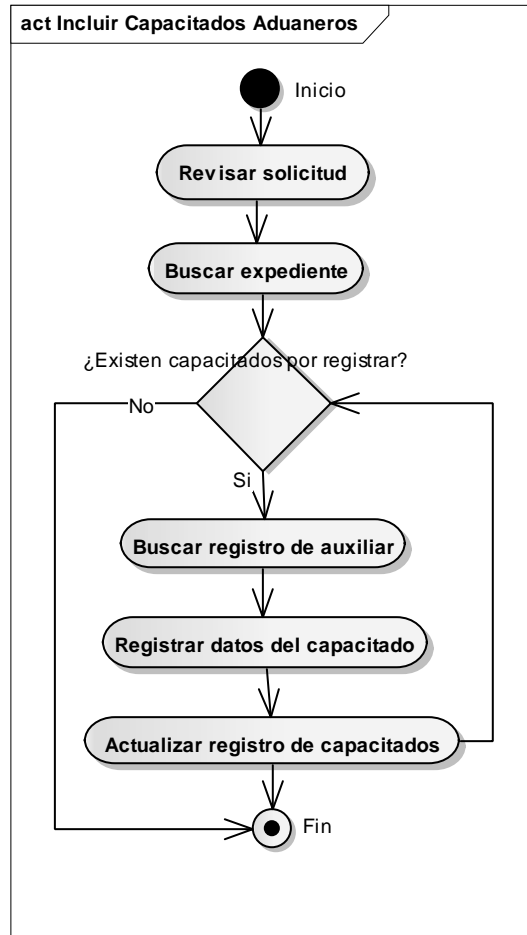 act Incluir Capacitados Aduaneros
Inicio
Revisar solicitud
Buscar expediente
¿Existen capacitados por registrar?
No
Si
Buscar registro de auxiliar
Registrar datos del capacitado
Actualizar registro de capacitados
Fin